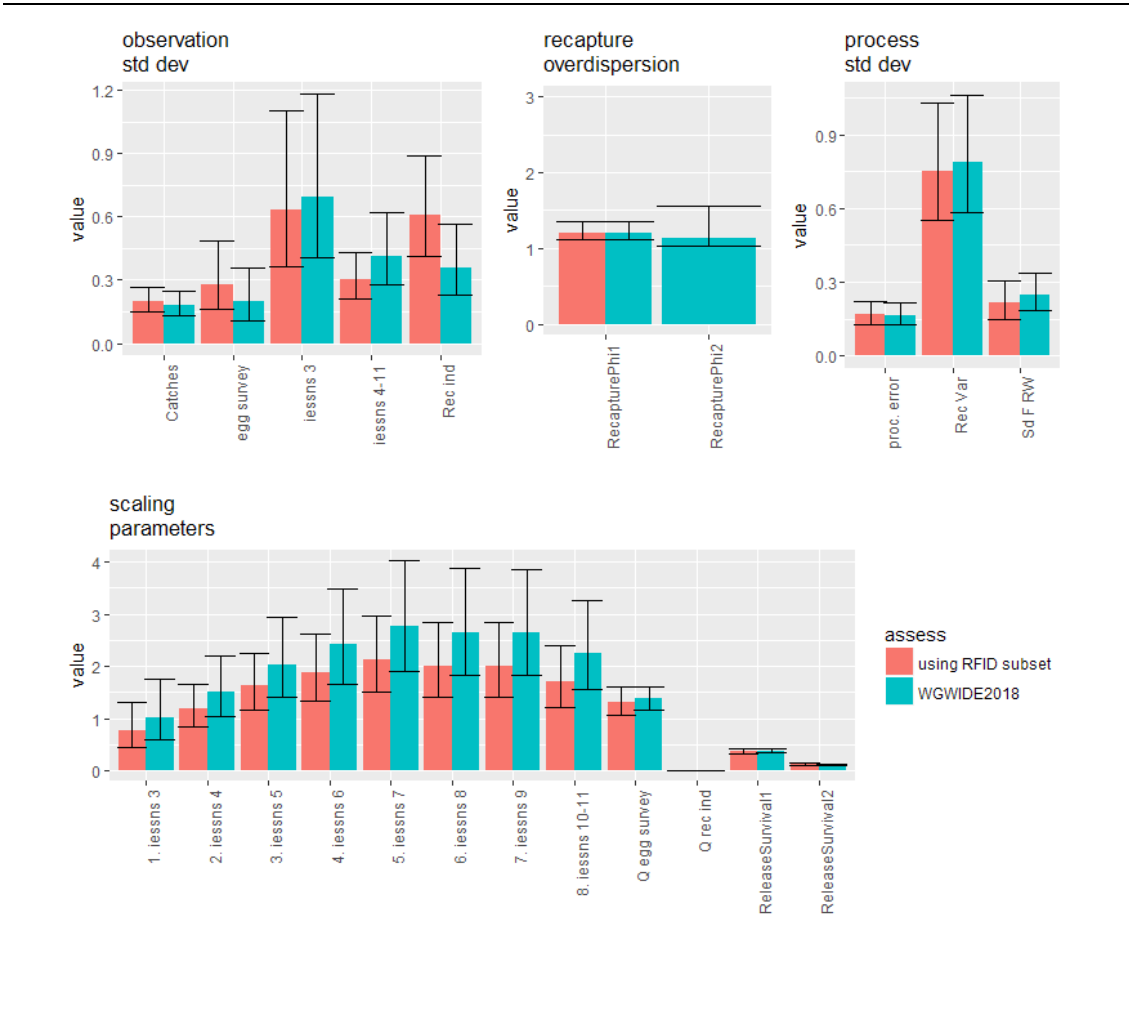 observation
std dev
recapture
overdispersion
process
std dev
value
1.2
0.9
0.6
0.3
0.0
Catches
egg survey
iessns 3
iessns 4-11
Rec ind
value
3
2
1
0
RecapturePhi1
RecapturePhi2
value
0.9
0.6
0.3
0.0
proc. error
Rec Var
Sd F RW
scaling
parameters
value
4
3
2
1
0
1. iessns 3
2. iessns 4
3. iessns 5
4. iessns 6
5. iessns 7
6. iessns 8
7. iessns 9
8. iessns 10-11
Q egg survey
Q rec ind
ReleaseSurvival1
ReleaseSurvival2
assess
using RFID subset
WGWIDE2018